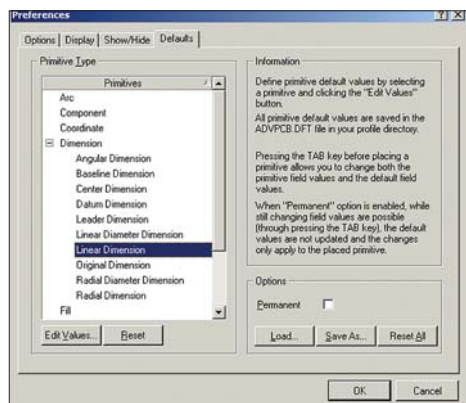 Preferences
Options Display Show/Hide Defaults
Primitive Type
Primitives
Arc
Component
Coordinate
Dimension
Angular Dimension
Baseline Dimension
Center Dimension
Datum Dimension
Leader Dimension
Linear Diameter Dimension
Linear Dimension
Original Dimension
Radial Diameter Dimension
Radial Dimension
Fill
Edit Values... Reset
Information
Define primitive default values by selecting
a primitive and clicking the "Edit Values"
button.
All primitive default values are saved in the
ADVPCB.DFT file in your profile directory.
Pressing the TAB key before placing a
primitive allows you to change both the
primitive field values and the default field
values.
When "Permanent" option is enabled, while
still changing field values are possible
(through pressing the TAB key), the default
values are not updated and the changes
only apply to the placed primitive.
Options
Permanent
Load... Save As... Reset All
OK Cancel